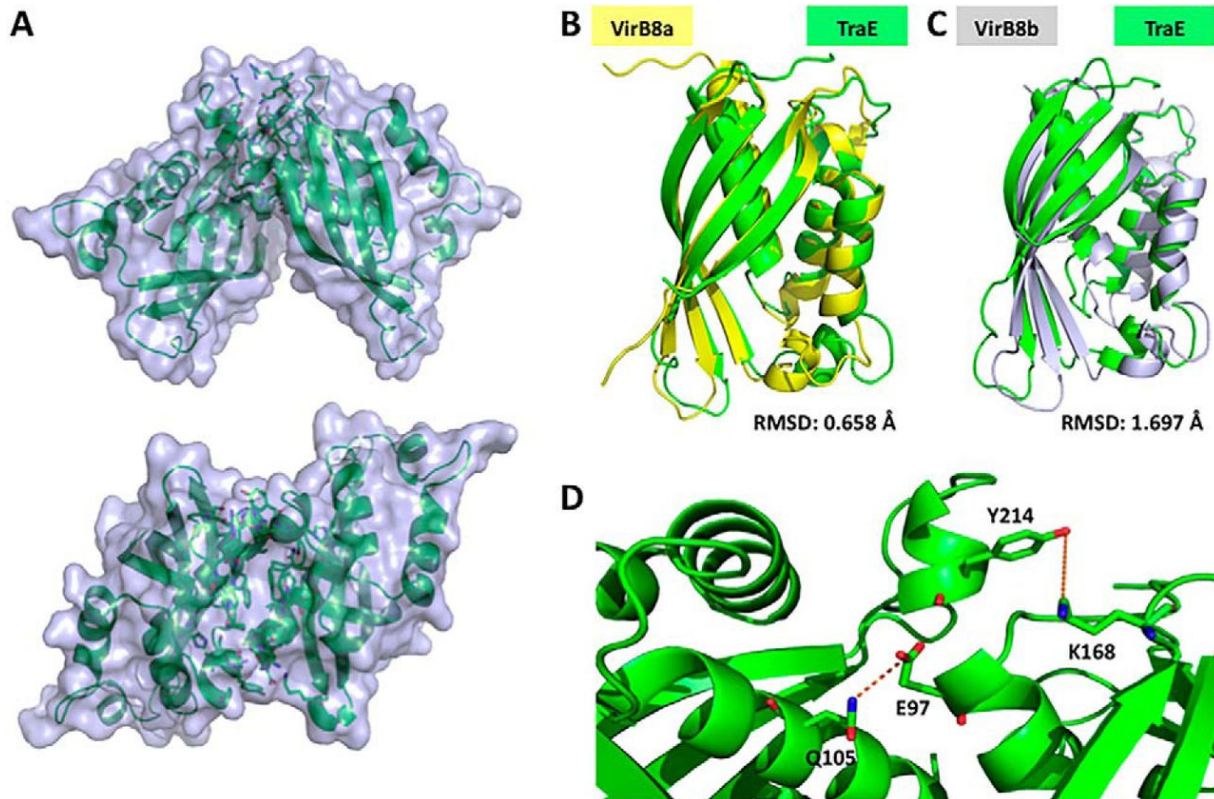 A
B
VirB8a
TraE
C
VirB8b
TraE
RMSD: 0.658 Å
RMSD: 1.697 Å
D
Y214
K168
E97
Q105